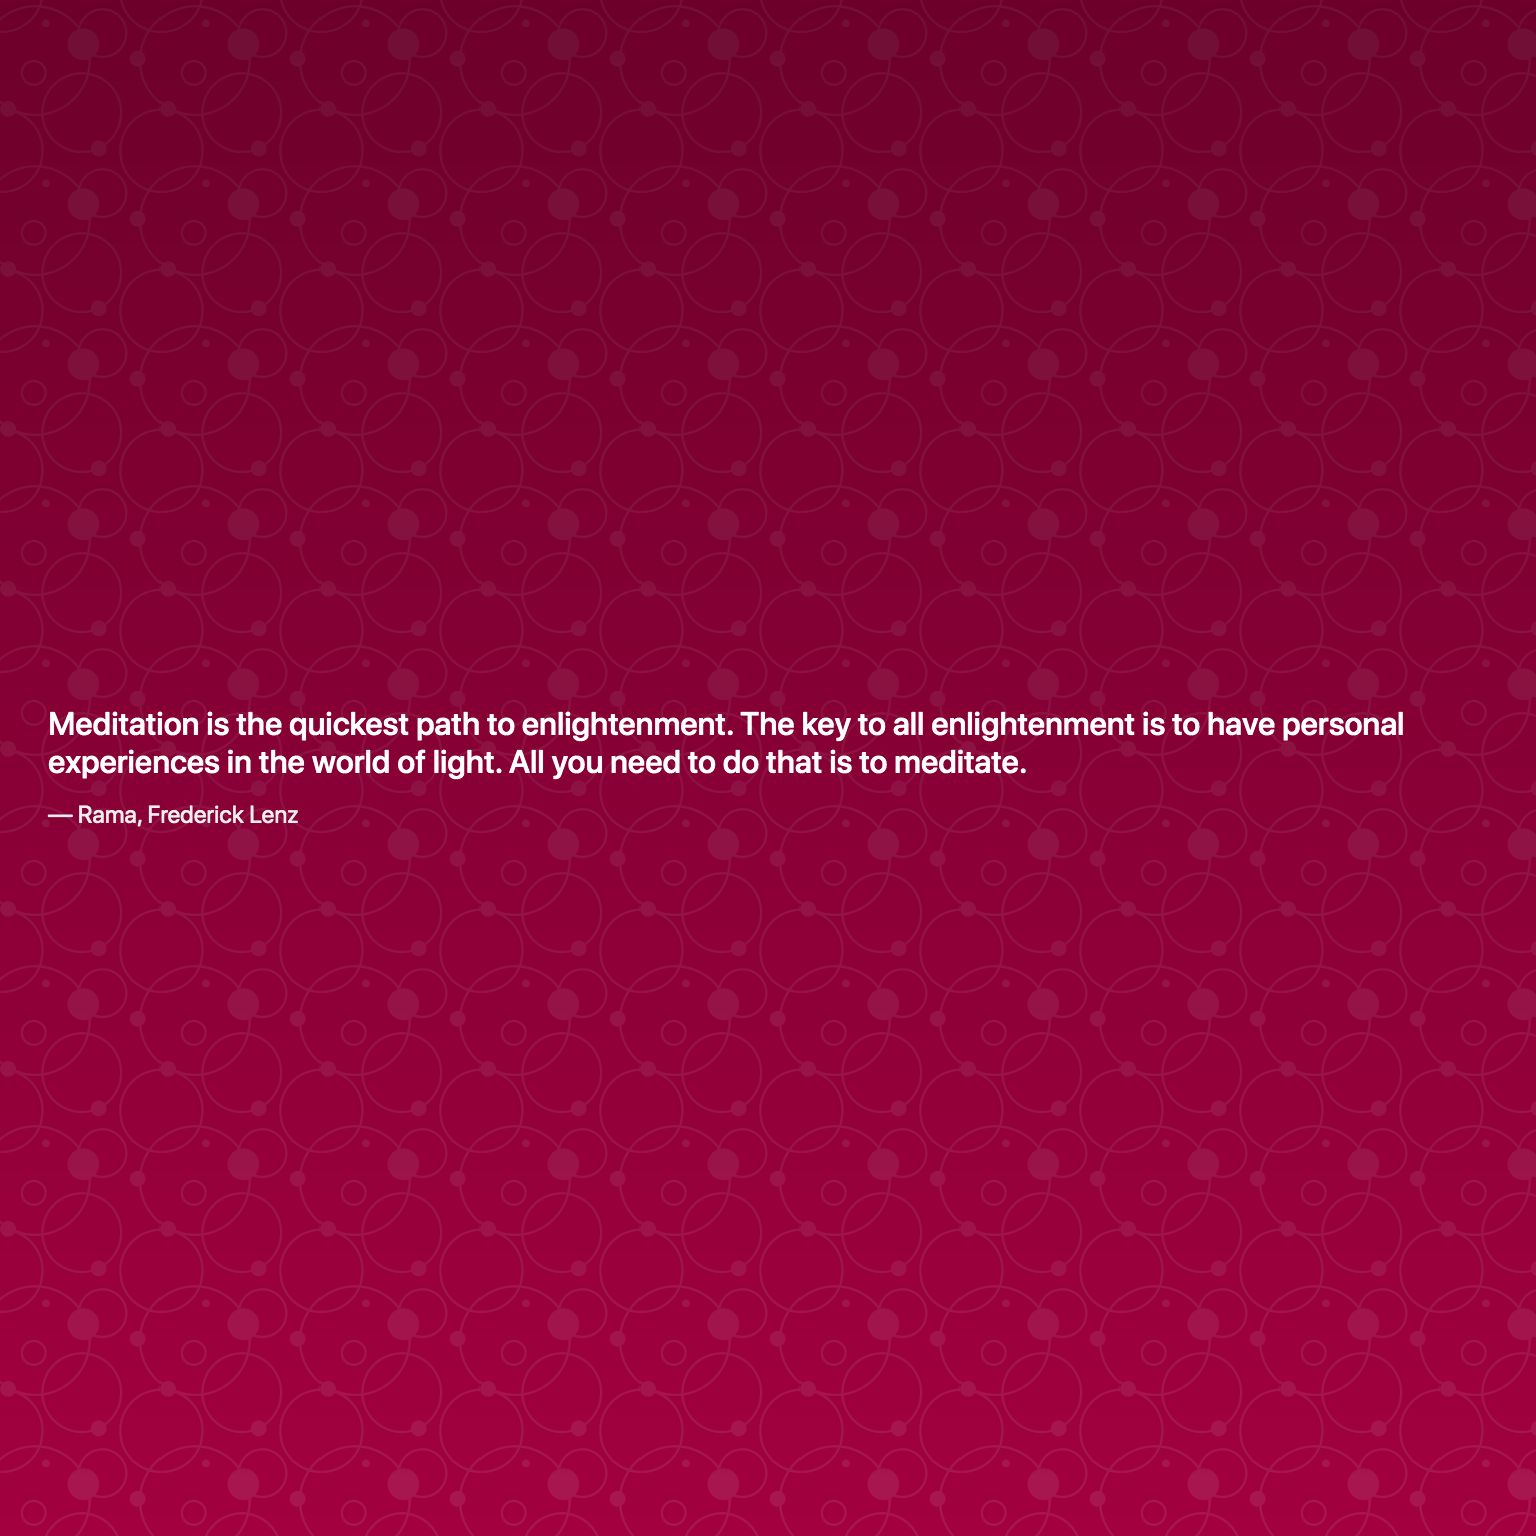 Meditation is the quickest path to enlightenment. The key to all enlightenment is to have personal
experiences in the world of light. All you need to do that is to meditate.
— Rama, Frederick Lenz